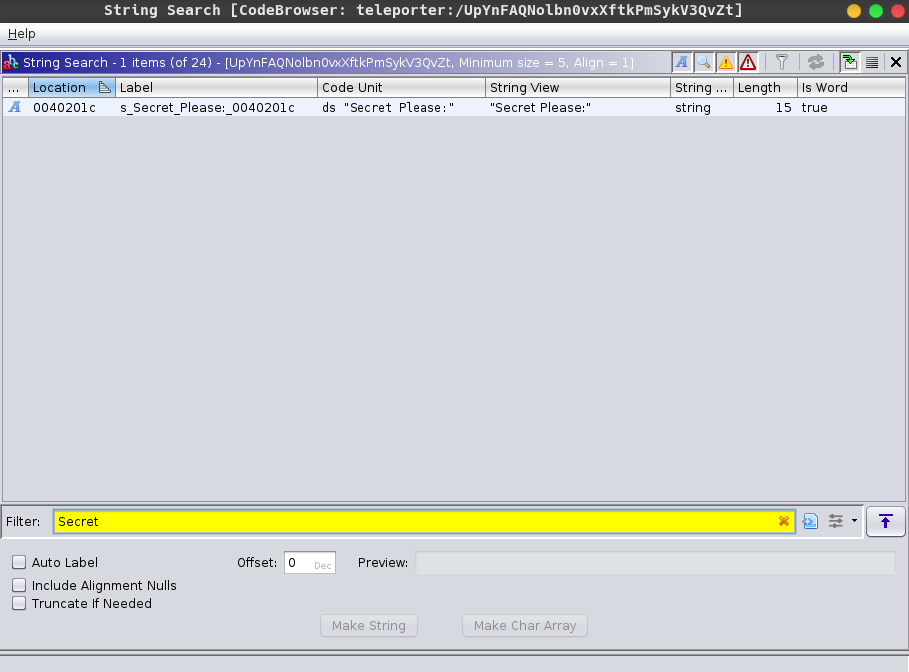 String Search [CodeBrowser: teleporter:/UpYnFAQNolbn0vxXftkPmSykV3QvZt]
Help
String Search - 1 items (of 24) - [UpYnFAQNolbn0vxXftkPmSykV3QvZt, Minimum size = 5, Align = 1]
... Location Label Code Unit String View String ... Length Is Word
A 0040201c s_Secret_Please:_0040201c ds "Secret Please:" "Secret Please:" string 15 true
Filter: Secret
Auto Label Offset: 0 Dec Preview:
Include Alignment Nulls
Truncate If Needed
Make String Make Char Array